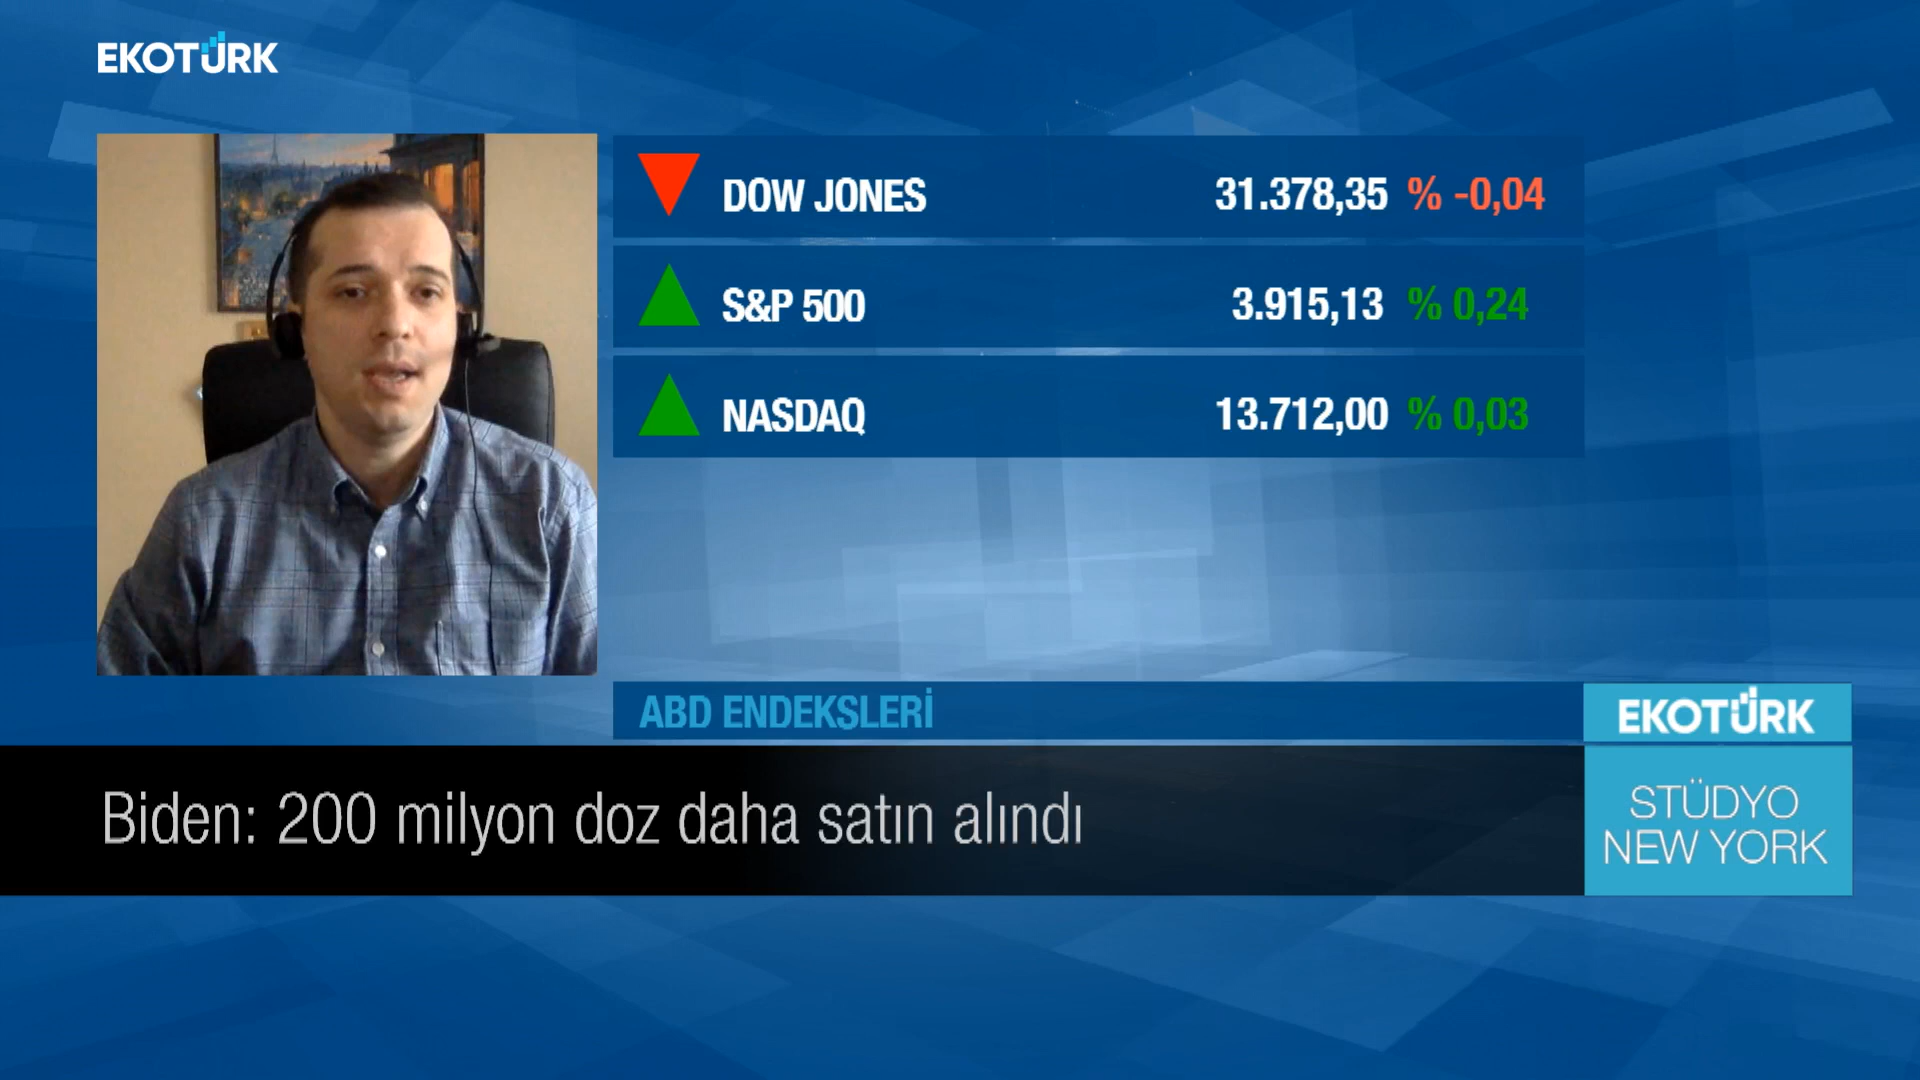 EKOTÜRK
DOW JONES 31.378,35 % -0,04
S&P 500 3.915,13 % 0,24
NASDAQ 13.712,00 % 0,03
ABD ENDEKSLERİ
EKOTÜRK
Biden: 200 milyon doz daha satın alındı
STÜDYO
NEW YORK